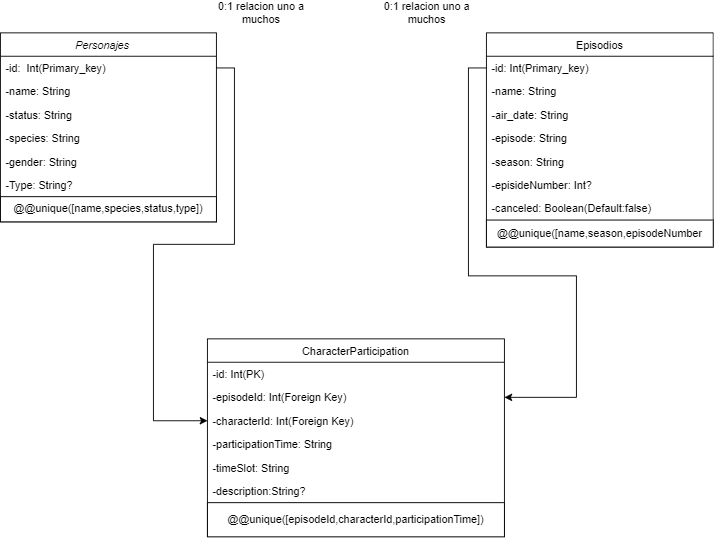 0:1 relacion uno a
muchos
0:1 relacion uno a
muchos
Personajes
-id:  Int(Primary_key)
-name: String
-status: String
-species: String
-gender: String
-Type: String?
@@unique([name,species,status,type])
Episodios
-id: Int(Primary_key)
-name: String
-air_date: String
-episode: String
-season: String
-episideNumber: Int?
-canceled: Boolean(Default:false)
@@unique([name,season,episodeNumber
CharacterParticipation
-id: Int(PK)
-episodeId: Int(Foreign Key)
-characterId: Int(Foreign Key)
-participationTime: String
-timeSlot: String
-description:String?
@@unique([episodeId,characterId,participationTime])